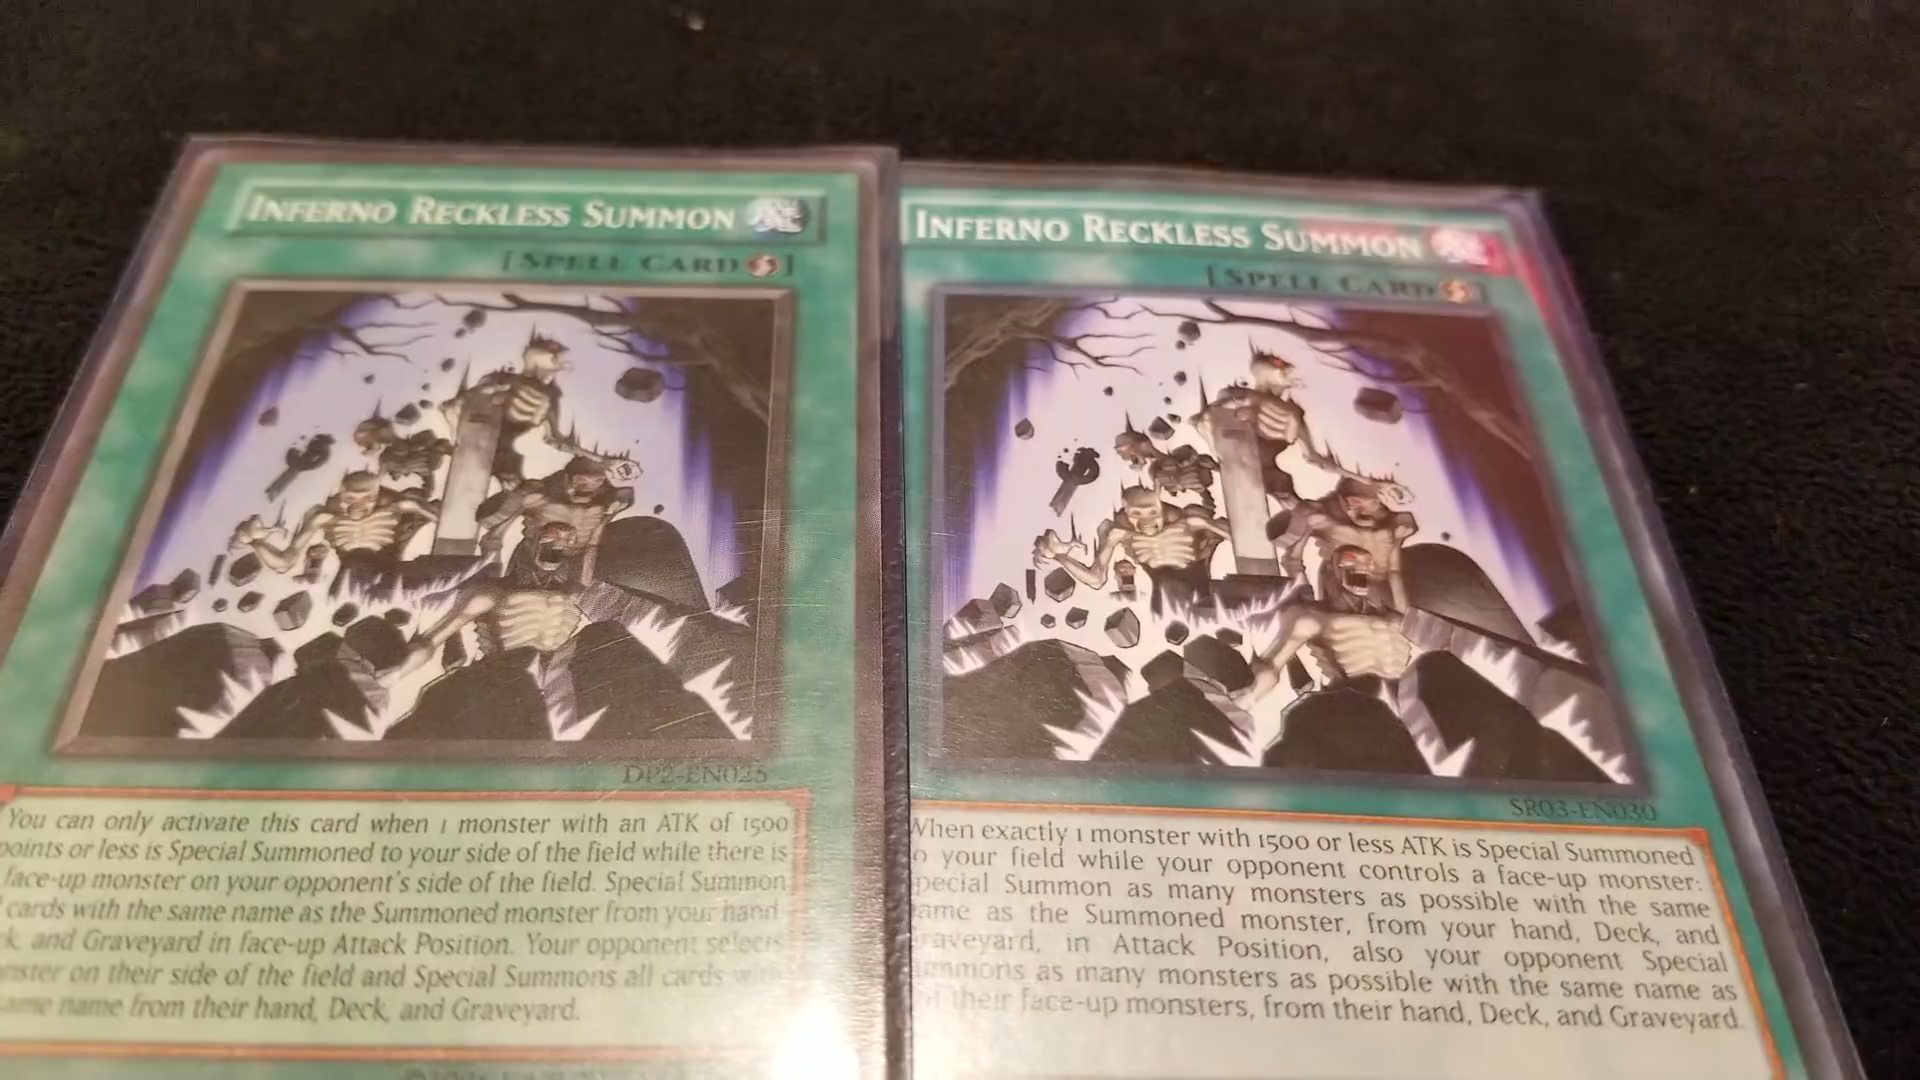 INFERNO RECKLESS SUMMON
[SPELL CARD ]
DP2-EN025
You can only activate this card when 1 monster with an ATK of 1500
points or less is Special Summoned to your side of the field while there is
face-up monster on your opponent's side of the field. Special Summon
cards with the same name as the Summoned monster from your hand,
and Graveyard in face-up Attack Position. Your opponent selects
on their side of the field and Special Summons all cards with
name from their hand, Deck, and Graveyard.
INFERNO RECKLESS SUMMON
[SPELL CARD ]
SR03-EN030
When exactly 1 monster with 1500 or less ATK is Special Summoned
your field while your opponent controls a face-up monster:
Special Summon as many monsters as possible with the same
name as the Summoned monster, from your hand, Deck, and
Graveyard, in Attack Position, also your opponent Special
Summons as many monsters as possible with the same name as
their face-up monsters, from their hand, Deck, and Graveyard.